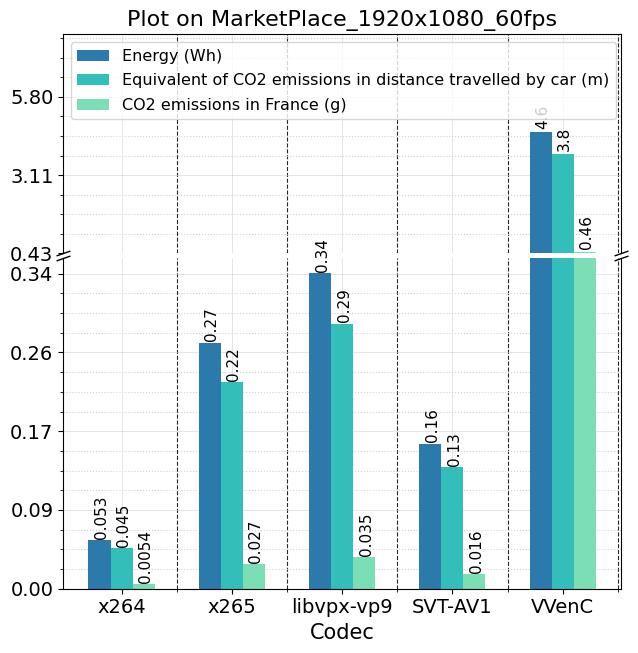 Plot on MarketPlace_1920x1080_60fps
Energy (Wh)
Equivalent of CO2 emissions in distance travelled by car (m)
CO2 emissions in France (g)
5.80
3.11
0.43
0.34
0.26
0.17
0.09
0.00
0.053
0.045
0.0054
0.27
0.22
0.027
0.34
0.29
0.035
0.16
0.13
0.016
4.6
3.8
0.46
x264
x265
libvpx-vp9
SVT-AV1
VVenC
Codec